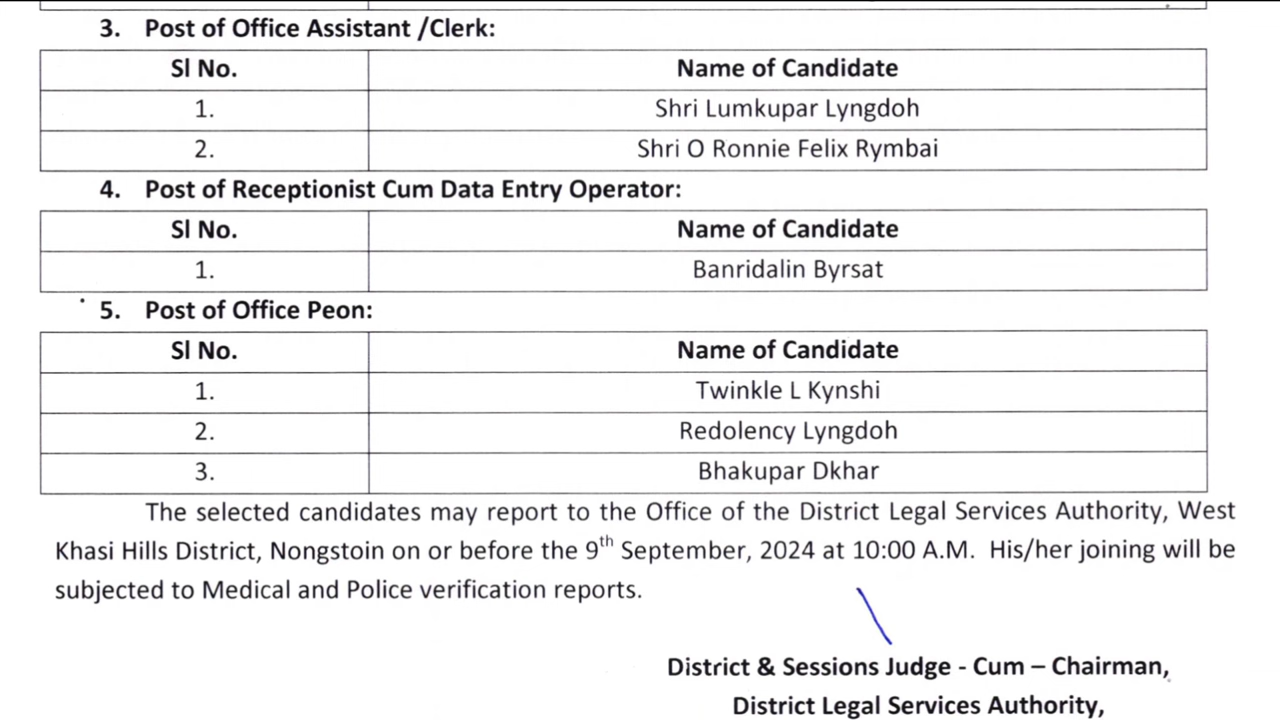 3. Post of Office Assistant /Clerk:
Sl No. Name of Candidate
1. Shri Lumkupar Lyngdoh
2. Shri O Ronnie Felix Rymbai
4. Post of Receptionist Cum Data Entry Operator:
Sl No. Name of Candidate
1. Banridalin Byrsat
5. Post of Office Peon:
Sl No. Name of Candidate
1. Twinkle L Kynshi
2. Redolency Lyngdoh
3. Bhakupar Dkhar
The selected candidates may report to the Office of the District Legal Services Authority, West
Khasi Hills District, Nongstoin on or before the 9th September, 2024 at 10:00 A.M. His/her joining will be
subjected to Medical and Police verification reports.
District & Sessions Judge - Cum – Chairman,
District Legal Services Authority,